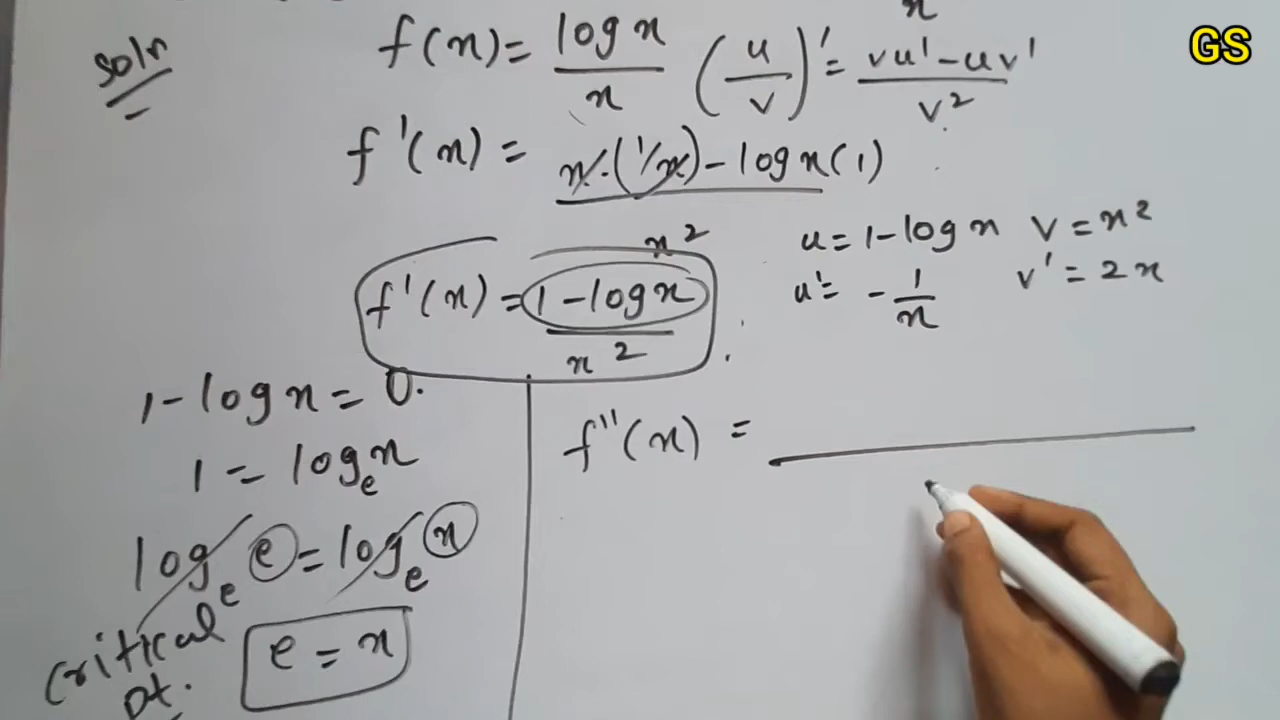 GS
soln
f(x) = log x / x (u/v)' = vu' - uv' / v²
f'(x) = x·(1/x) - log x (1) / x²
f'(x) = 1 - log x / x²
u = 1 - log x v = x²
u' = -1/x v' = 2x
1 - log x = 0.
1 = logₑ x
logₑ e = logₑ x
critical pt. e = x
f''(x) =